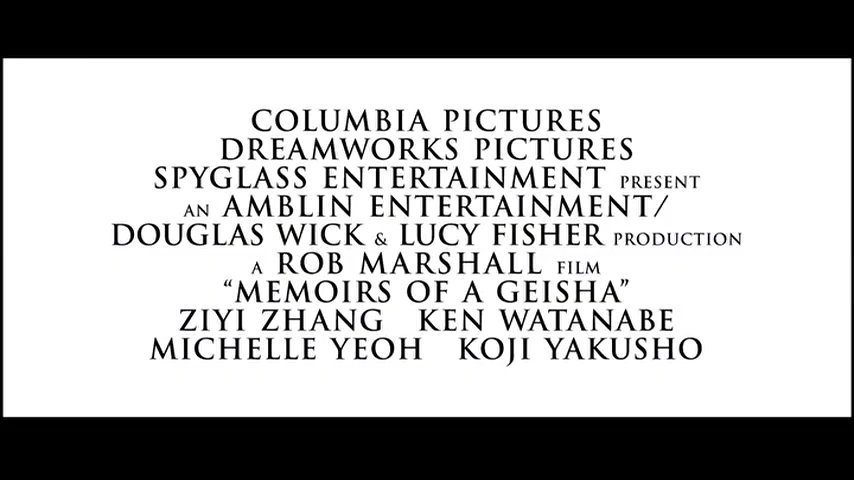 COLUMBIA PICTURES
DREAMWORKS PICTURES
SPYGLASS ENTERTAINMENT PRESENT
AN AMBLIN ENTERTAINMENT/
DOUGLAS WICK & LUCY FISHER PRODUCTION
A ROB MARSHALL FILM
“MEMOIRS OF A GEISHA”
ZIYI ZHANG KEN WATANABE
MICHELLE YEOH KOJI YAKUSHO